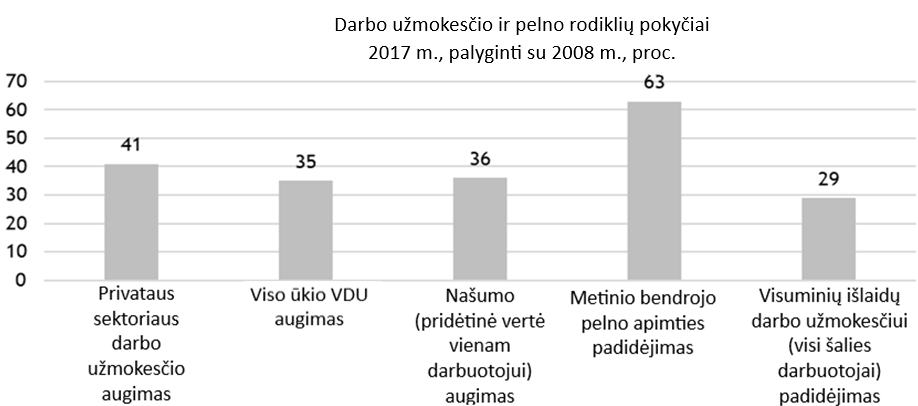 Darbo užmokesčio ir pelno rodiklių pokyčiai
2017 m., palyginti su 2008 m., proc.
70
60
50
40
30
20
10
0
41
35
36
63
29
Privataus
sektoriaus
darbo
užmokesčio
augimas
Viso ūkio VDU
augimas
Našumo
(pridėtinė vertė
vienam
darbuotojui)
augimas
Metinio bendrojo
pelno apimties
padidėjimas
Visuminių išlaidų
darbo užmokesčiui
(visi šalies
darbuotojai)
padidėjimas